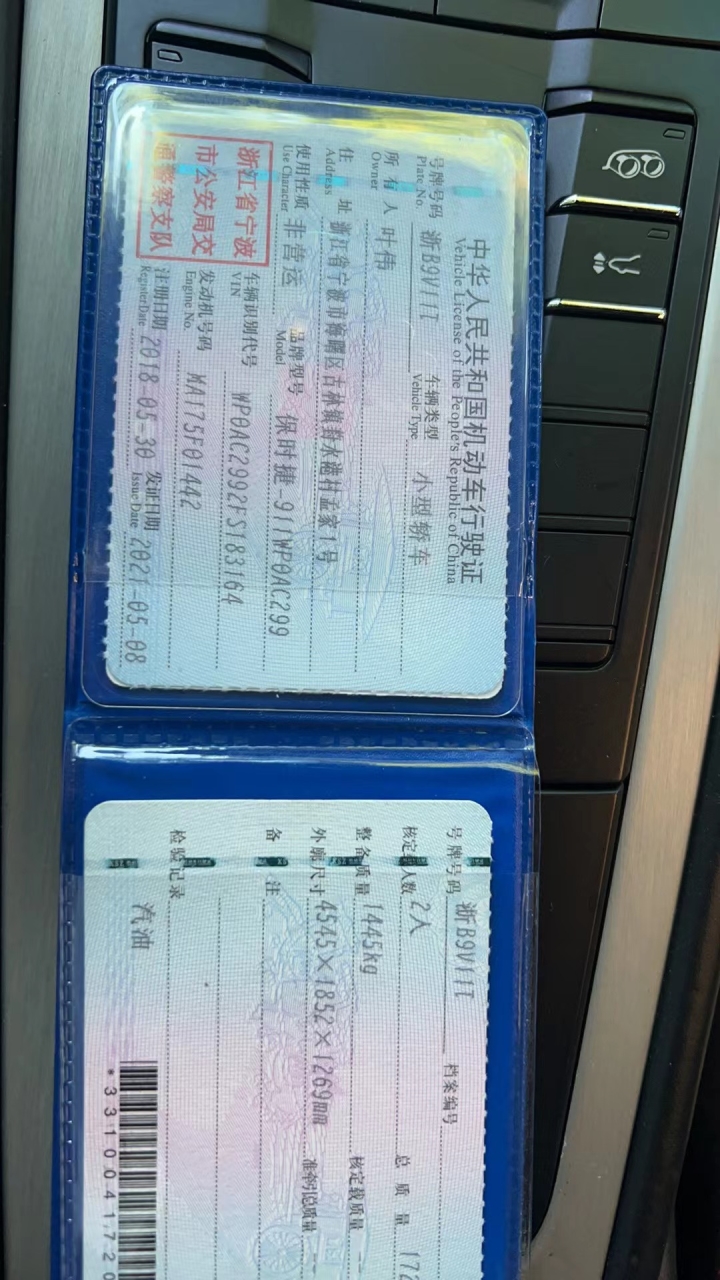 中华人民共和国机动车行驶证
Vehicle License of the People's Republic of China
号牌号码 浙B9V11T 车辆类型 小型轿车
Plate No. Vehicle Type
所有人 叶伟
Owner
住址 浙江省宁波市海曙区古林镇 村孟家1号
Address
使用性质 非营运 品牌型号 保时捷-911WP0AC299
Use Character Model
浙江省宁波
市公安局交
通警察支队
车辆识别代号 WP0AC2992FS183164
VIN
发动机号码 MA175F01442
Engine No.
注册日期 2018-05-30 发证日期 2021-05-08
Register Date Issue Date
号牌号码 浙B9V11T 档案编号
核定 人数 2人 总质量 172
整备质量 1445kg 核定载质量
外廓尺寸 4545×1852×1269mm 准牵引总质量
备注
检验记录
汽油
*331004172